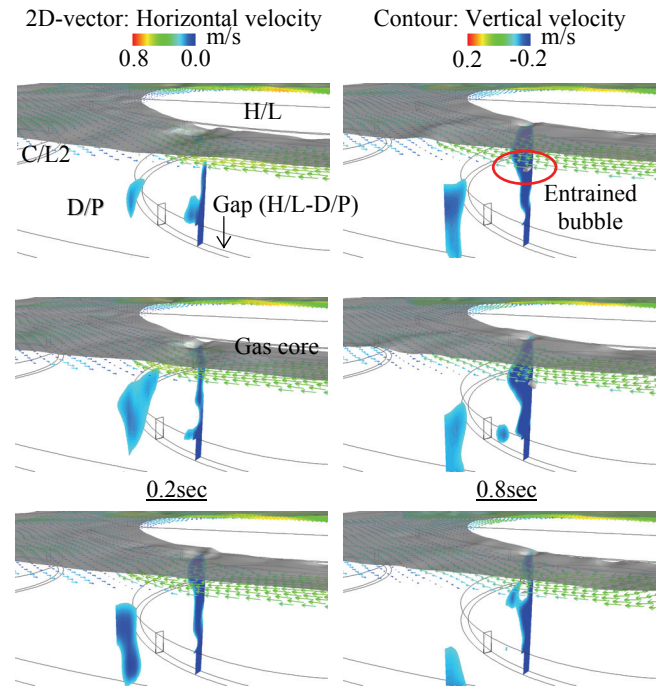 2D-vector: Horizontal velocity
m/s
0.8
0.0
Contour: Vertical velocity
m/s
0.2
-0.2
H/L
C/L2
D/P
Gap (H/L-D/P)
Entrained
bubble
Gas core
0.2sec
0.8sec